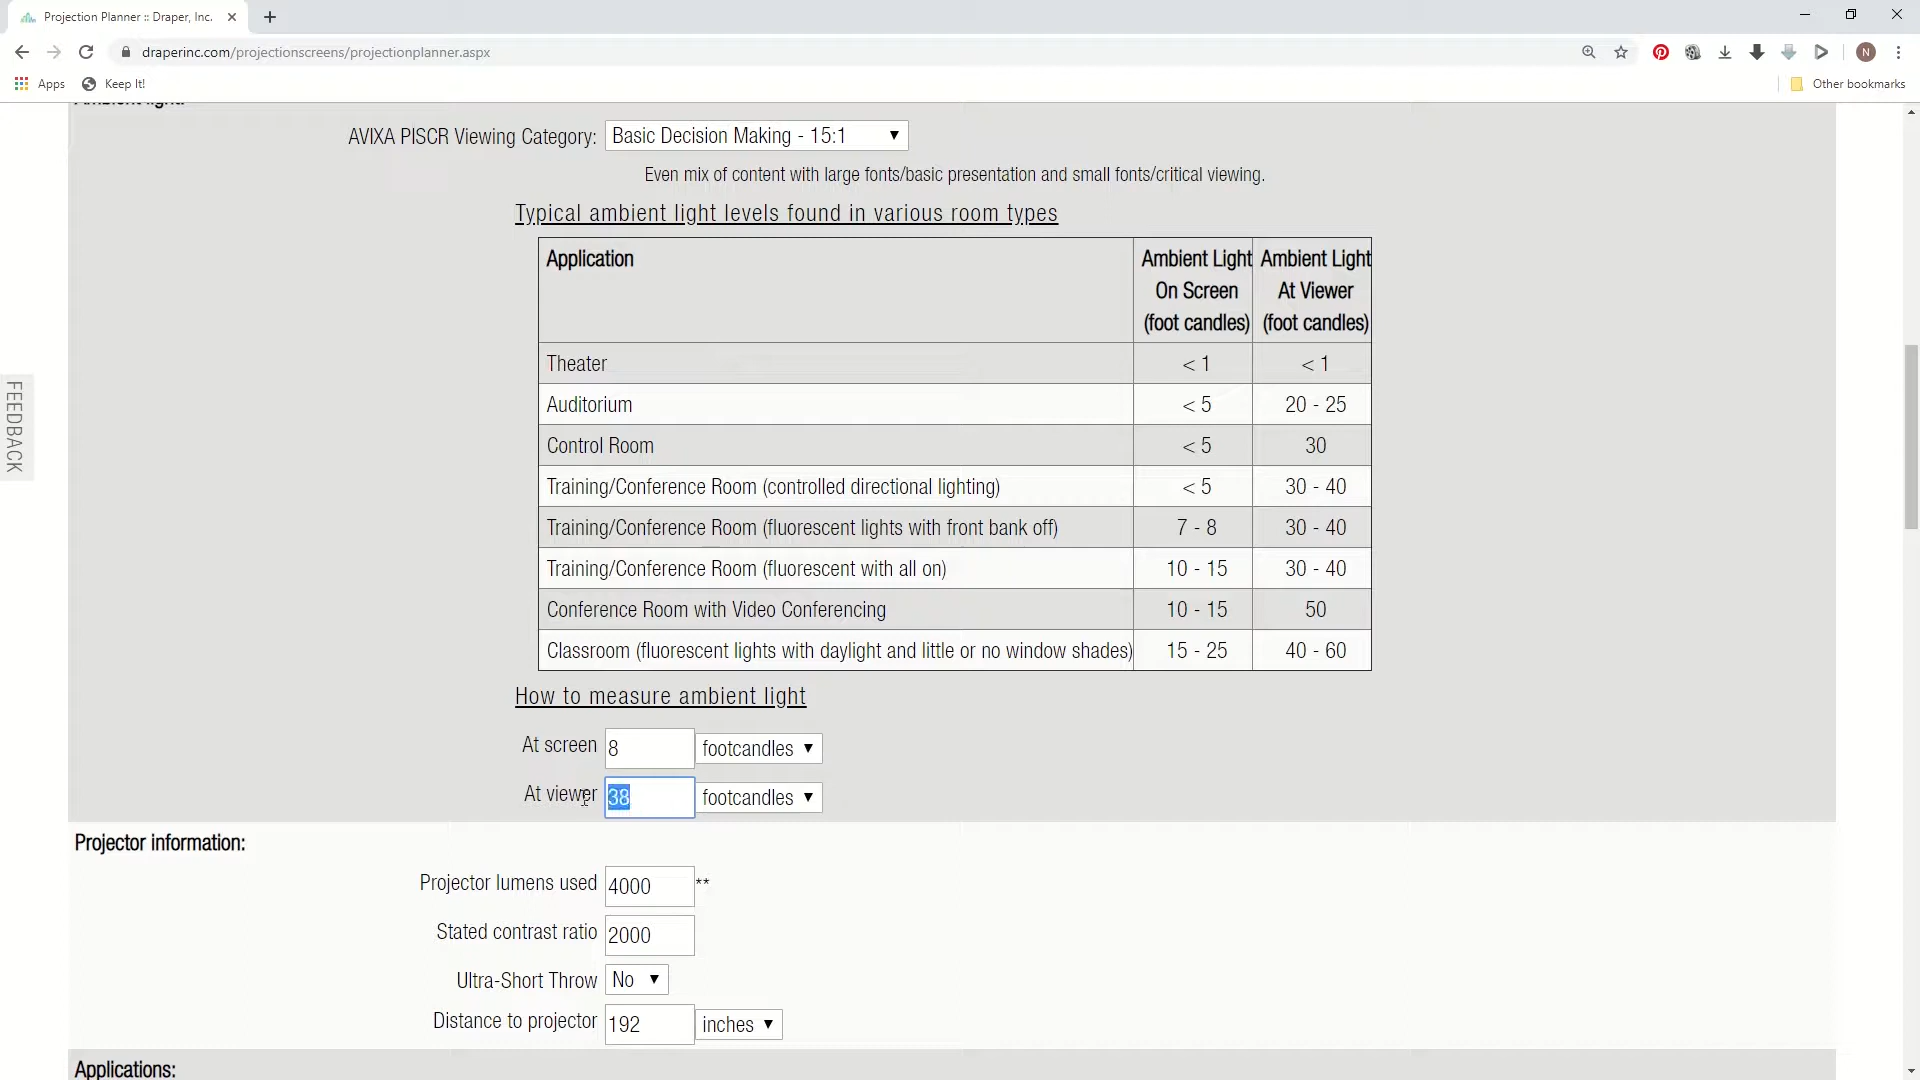 Projection Planner :: Draper, Inc.
draperinc.com/projectionscreens/projectionplanner.aspx
N
Apps
Keep It!
Other bookmarks
Ambient light:
AVIXA PISCR Viewing Category: Basic Decision Making - 15:1
Even mix of content with large fonts/basic presentation and small fonts/critical viewing.
Typical ambient light levels found in various room types
Application Ambient Light On Screen (foot candles) Ambient Light At Viewer (foot candles)
Theater < 1 < 1
Auditorium < 5 20 - 25
Control Room < 5 30
Training/Conference Room (controlled directional lighting) < 5 30 - 40
Training/Conference Room (fluorescent lights with front bank off) 7 - 8 30 - 40
Training/Conference Room (fluorescent with all on) 10 - 15 30 - 40
Conference Room with Video Conferencing 10 - 15 50
Classroom (fluorescent lights with daylight and little or no window shades) 15 - 25 40 - 60
FEEDBACK
How to measure ambient light
At screen 8 footcandles
At viewer 38 footcandles
Projector information:
Projector lumens used 4000 **
Stated contrast ratio 2000
Ultra-Short Throw No
Distance to projector 192 inches
Applications: